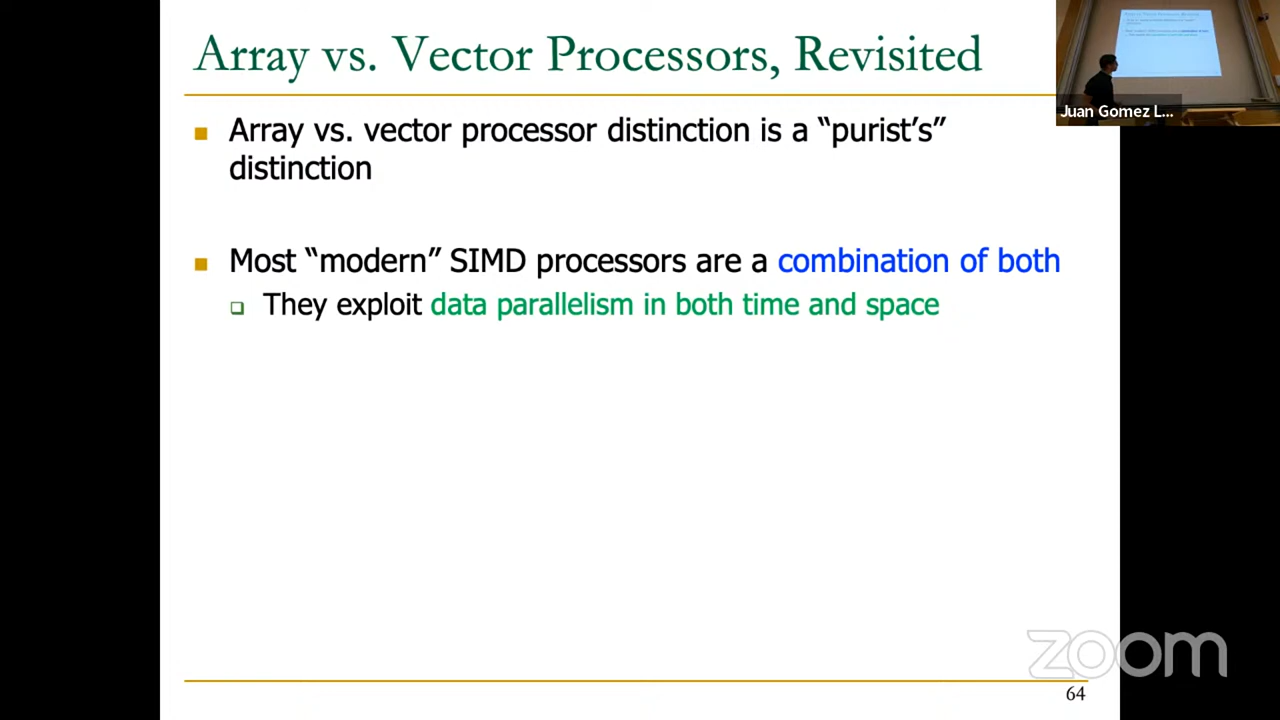 Array vs. Vector Processors, Revisited
Juan Gomez L...
Array vs. vector processor distinction is a “purist’s”
distinction
Most “modern” SIMD processors are a combination of both
They exploit data parallelism in both time and space
zoom
64